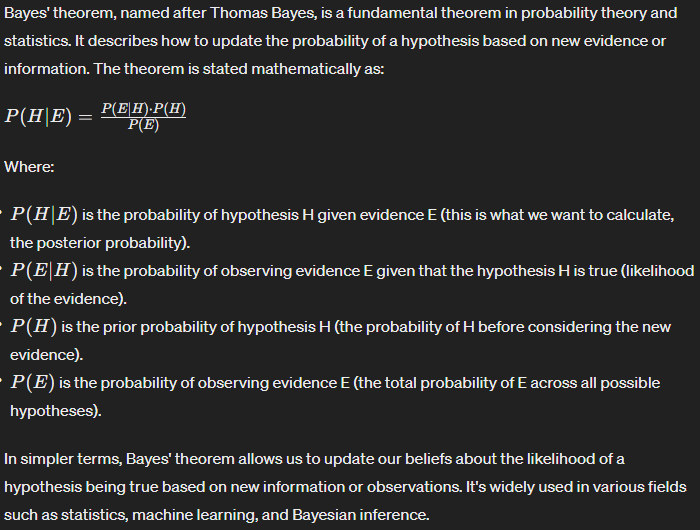 Bayes' theorem, named after Thomas Bayes, is a fundamental theorem in probability theory and
statistics. It describes how to update the probability of a hypothesis based on new evidence or
information. The theorem is stated mathematically as:
P(H|E) = P(E|H)·P(H) / P(E)
Where:
• P(H|E) is the probability of hypothesis H given evidence E (this is what we want to calculate,
the posterior probability).
• P(E|H) is the probability of observing evidence E given that the hypothesis H is true (likelihood
of the evidence).
• P(H) is the prior probability of hypothesis H (the probability of H before considering the new
evidence).
• P(E) is the probability of observing evidence E (the total probability of E across all possible
hypotheses).
In simpler terms, Bayes' theorem allows us to update our beliefs about the likelihood of a
hypothesis being true based on new information or observations. It's widely used in various fields
such as statistics, machine learning, and Bayesian inference.